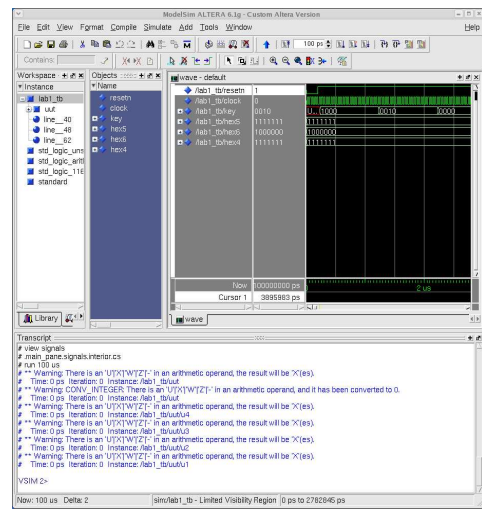 ModelSim ALTERA 6.1g - Custom Altera Version
File Edit View Format Compile Simulate Add Tools Window Help
100 ps
Contains:
Workspace
Instance
lab1_tb
uut
line__40
line__48
line__62
std_logic_uns
std_logic_arit
std_logic_116
standard
Library
Objects
Name
resetn
clock
key
hex5
hex6
hex4
wave - default
/lab1_tb/resetn 1
/lab1_tb/clock 0
/lab1_tb/key 0010 U... 1000 0010 0000
/lab1_tb/hex5 1111111 1111111
/lab1_tb/hex6 1000000 1000000
/lab1_tb/hex4 1111111 1111111
Now 100000000 ps 2 us
Cursor 1 3895983 ps
wave
Transcript
# view signals
# .main_pane.signals.interior.cs
# run 100 us
# ** Warning: There is an 'U'|'X'|'W'|'Z'|'-' in an arithmetic operand, the result will be 'X'(es).
# Time: 0 ps Iteration: 0 Instance: /lab1_tb/uut
# ** Warning: CONV_INTEGER: There is an 'U'|'X'|'W'|'Z'|'-' in an arithmetic operand, and it has been converted to 0.
# Time: 0 ps Iteration: 0 Instance: /lab1_tb/uut
# ** Warning: There is an 'U'|'X'|'W'|'Z'|'-' in an arithmetic operand, the result will be 'X'(es).
# Time: 0 ps Iteration: 0 Instance: /lab1_tb/uut/u4
# ** Warning: There is an 'U'|'X'|'W'|'Z'|'-' in an arithmetic operand, the result will be 'X'(es).
# Time: 0 ps Iteration: 0 Instance: /lab1_tb/uut/u3
# ** Warning: There is an 'U'|'X'|'W'|'Z'|'-' in an arithmetic operand, the result will be 'X'(es).
# Time: 0 ps Iteration: 0 Instance: /lab1_tb/uut/u2
# ** Warning: There is an 'U'|'X'|'W'|'Z'|'-' in an arithmetic operand, the result will be 'X'(es).
# Time: 0 ps Iteration: 0 Instance: /lab1_tb/uut/u1
VSIM 2>
Now: 100 us Delta: 2 sim:/lab1_tb - Limited Visibility Region 0 ps to 2782845 ps